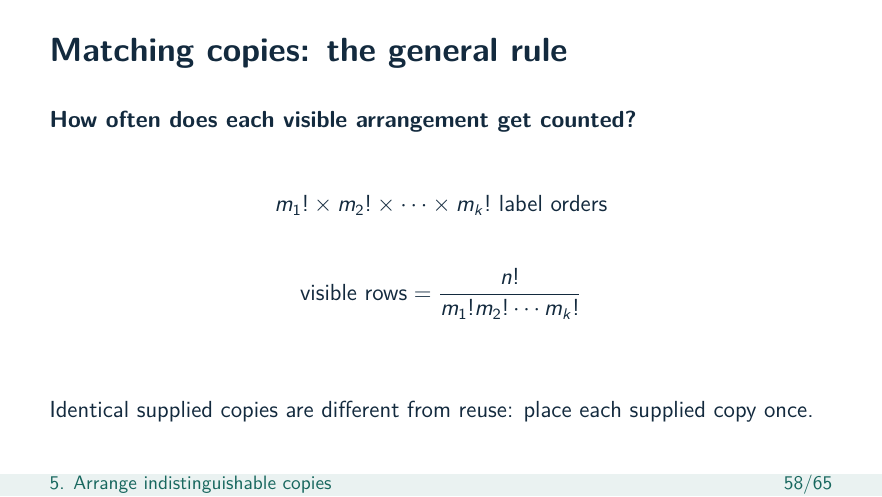 Matching copies: the general rule
How often does each visible arrangement get counted?
m₁! × m₂! × · · · × mₖ! label orders
visible rows = n! / m₁!m₂! · · · mₖ!
Identical supplied copies are different from reuse: place each supplied copy once.
5. Arrange indistinguishable copies 58/65